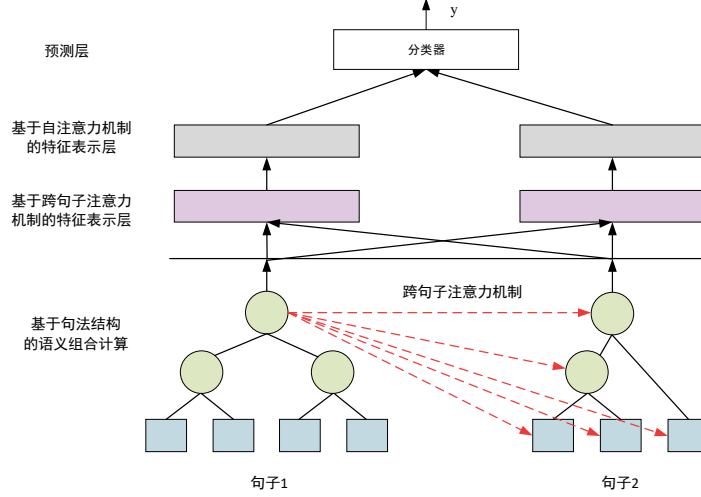 y
预测层
分类器
基于自注意力机制
的特征表示层
基于跨句子注意力
机制的特征表示层
跨句子注意力机制
基于句法结构
的语义组合计算
句子1
句子2